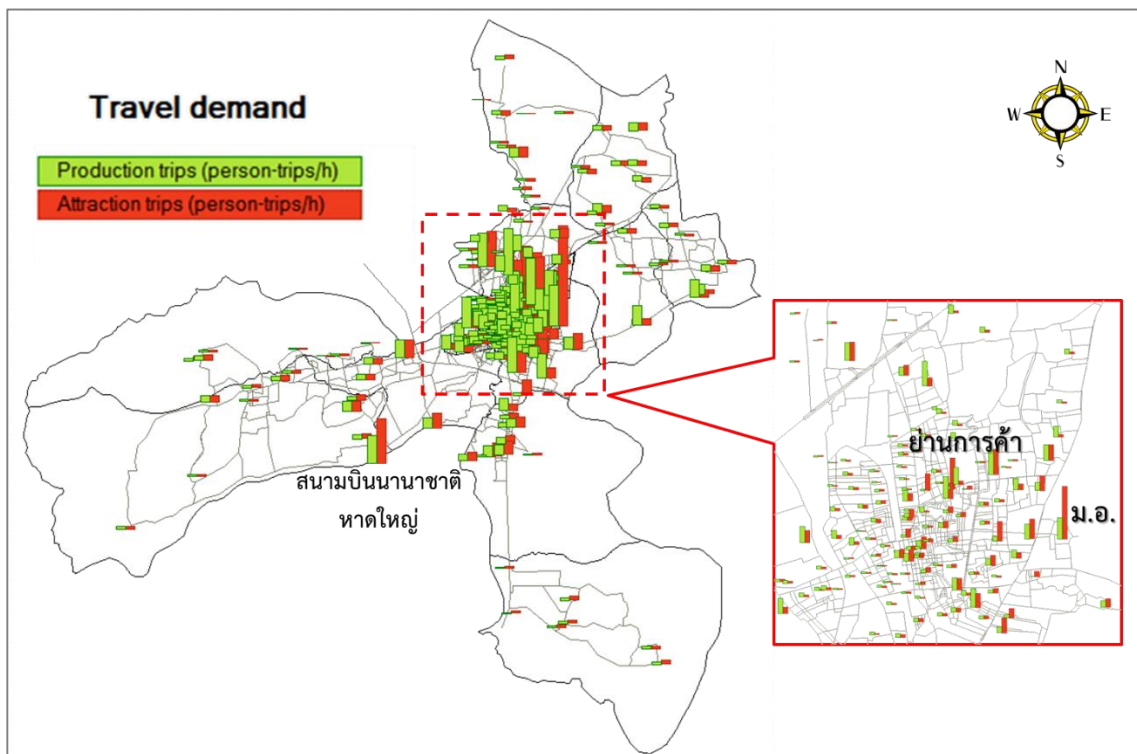 Travel demand
Production trips (person-trips/h)
Attraction trips (person-trips/h)
N
W
E
S
สนามบินนานาชาติ
หาดใหญ่
ย่านการค้า
ม.อ.